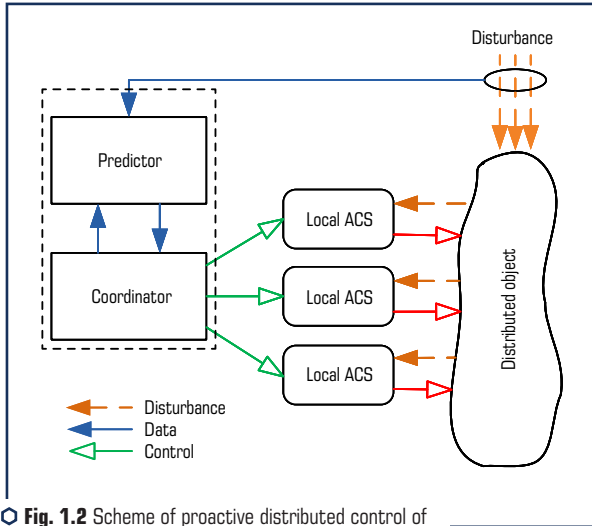 Disturbance
Predictor
Local ACS
Coordinator
Local ACS
Distributed object
Local ACS
Disturbance
Data
Control
Fig. 1.2 Scheme of proactive distributed control of